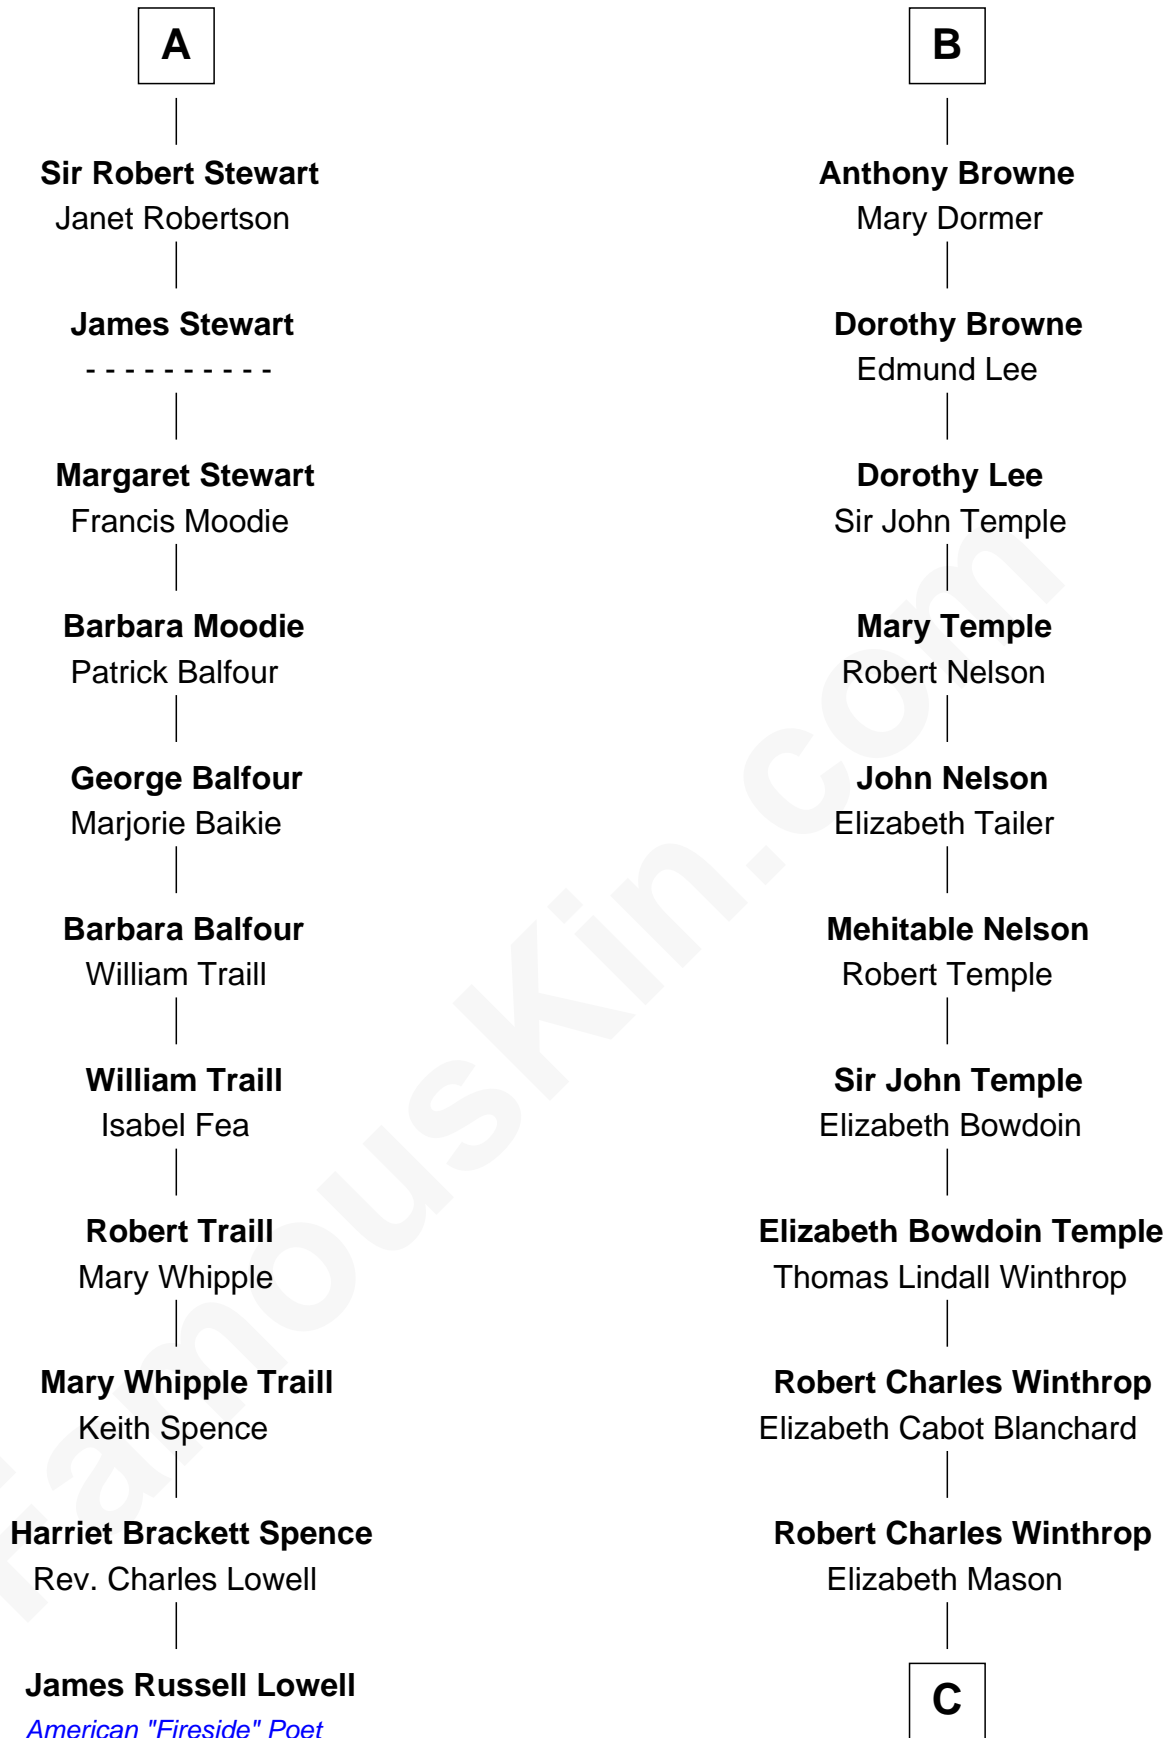 A
Sir Robert Stewart
Janet Robertson
James Stewart
- - - - - - - - - -
Margaret Stewart
Francis Moodie
Barbara Moodie
Patrick Balfour
George Balfour
Marjorie Baikie
Barbara Balfour
William Traill
William Traill
Isabel Fea
Robert Traill
Mary Whipple
Mary Whipple Traill
Keith Spence
Harriet Brackett Spence
Rev. Charles Lowell
James Russell Lowell
American "Fireside" Poet
B
Anthony Browne
Mary Dormer
Dorothy Browne
Edmund Lee
Dorothy Lee
Sir John Temple
Mary Temple
Robert Nelson
John Nelson
Elizabeth Tailer
Mehitable Nelson
Robert Temple
Sir John Temple
Elizabeth Bowdoin
Elizabeth Bowdoin Temple
Thomas Lindall Winthrop
Robert Charles Winthrop
Elizabeth Cabot Blanchard
Robert Charles Winthrop
Elizabeth Mason
C
famouskin.com